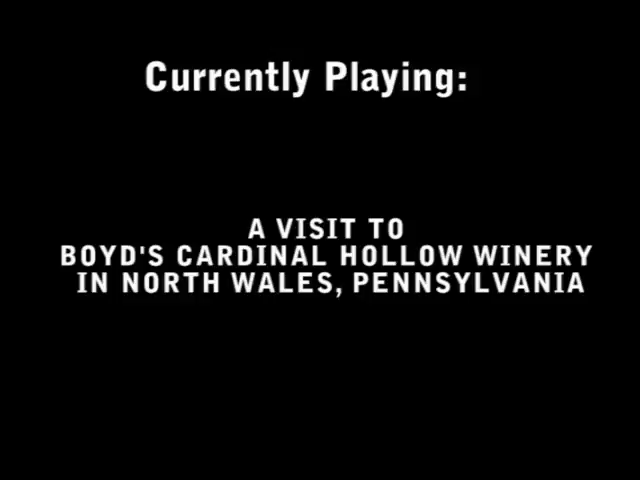 Currently Playing:
A VISIT TO
BOYD'S CARDINAL HOLLOW WINERY
IN NORTH WALES, PENNSYLVANIA